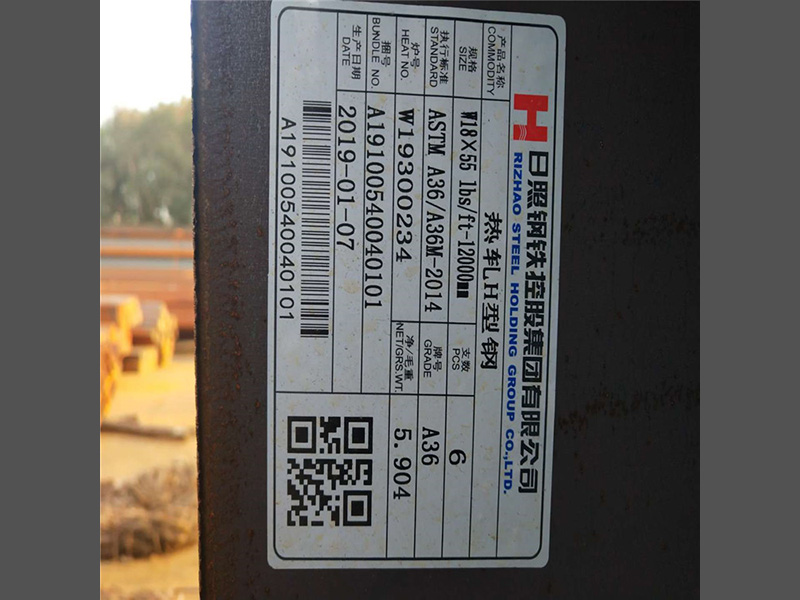 日照钢铁控股集团有限公司
RIZHAO STEEL HOLDING GROUP CO.,LTD.
产品名称 热轧H型钢
COMMODITY
规格 W18X55 lbs/ft-12000mm 支数 6
SIZE PCS
执行标准 ASTM A36/A36M-2014 牌号 A36
STANDARD GRADE
炉号 W19300234 净/毛重 5.904
HEAT NO. NET/GRS.WT.
捆号 A19100540040101
BUNDLE NO.
生产日期 2019-01-07
DATE
A19100540040101